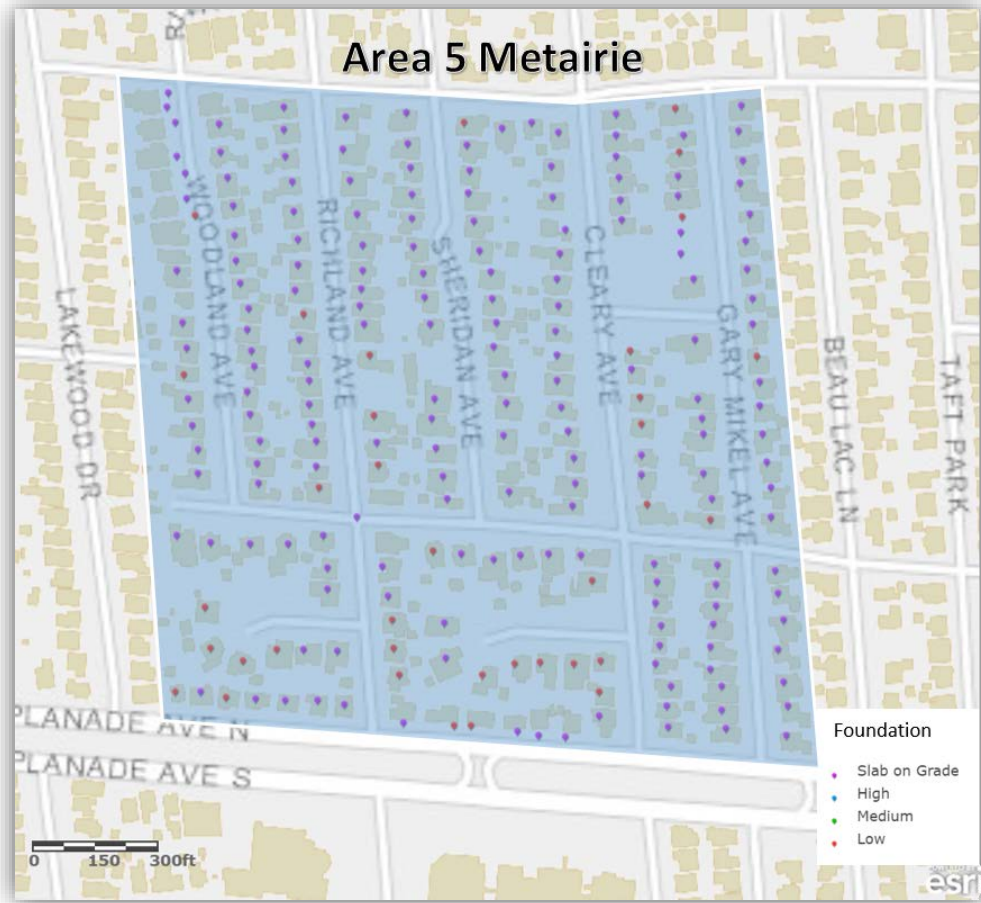 Area 5 Metairie
WOODLAND AVE
RICHLAND AVE
SHERIDAN AVE
CLEARY AVE
GARY MIKEL AVE
LAKEWOOD DR
BEAU LAC LN
TAFT PARK
PLANADE AVE N
PLANADE AVE S
Foundation
Slab on Grade
High
Medium
Low
0 150 300ft
esri